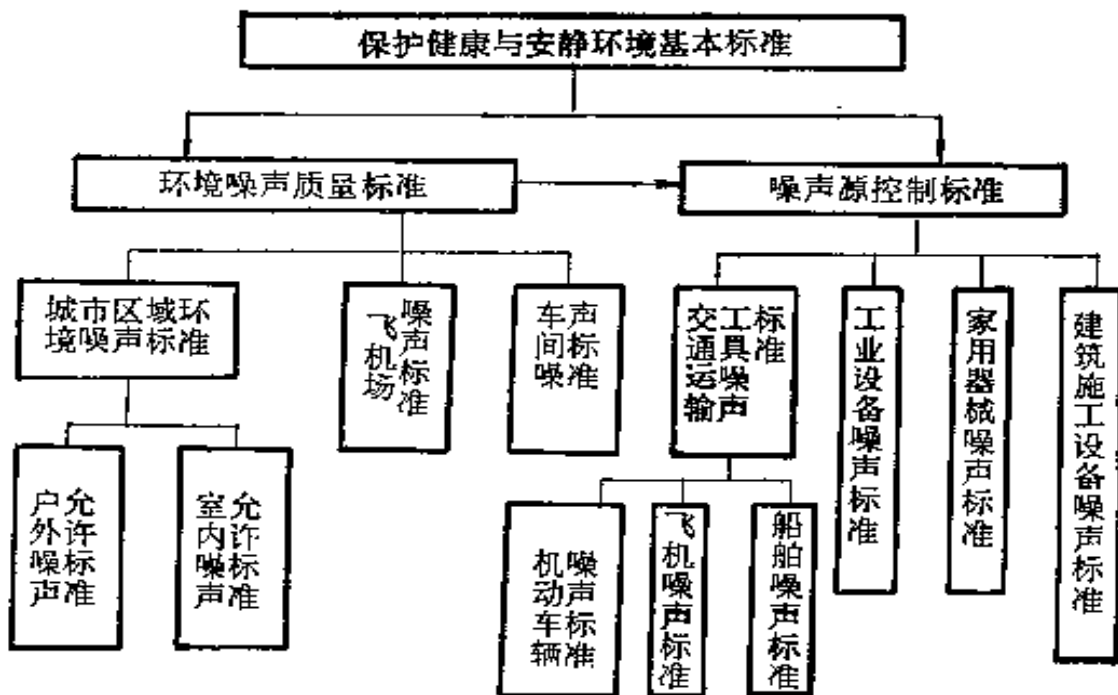 保护健康与安静环境基本标准
环境噪声质量标准
噪声源控制标准
城市区域环
境噪声标准
飞机场
噪声标准
车间噪
声标准
交通运输
工具噪声
标准
工业设备噪声标准
家用器械噪声标准
建筑施工设备噪声标准
户外噪声
允许标准
室内噪声
允许标准
机动车辆
噪声标准
飞机噪声标准
船舶噪声标准